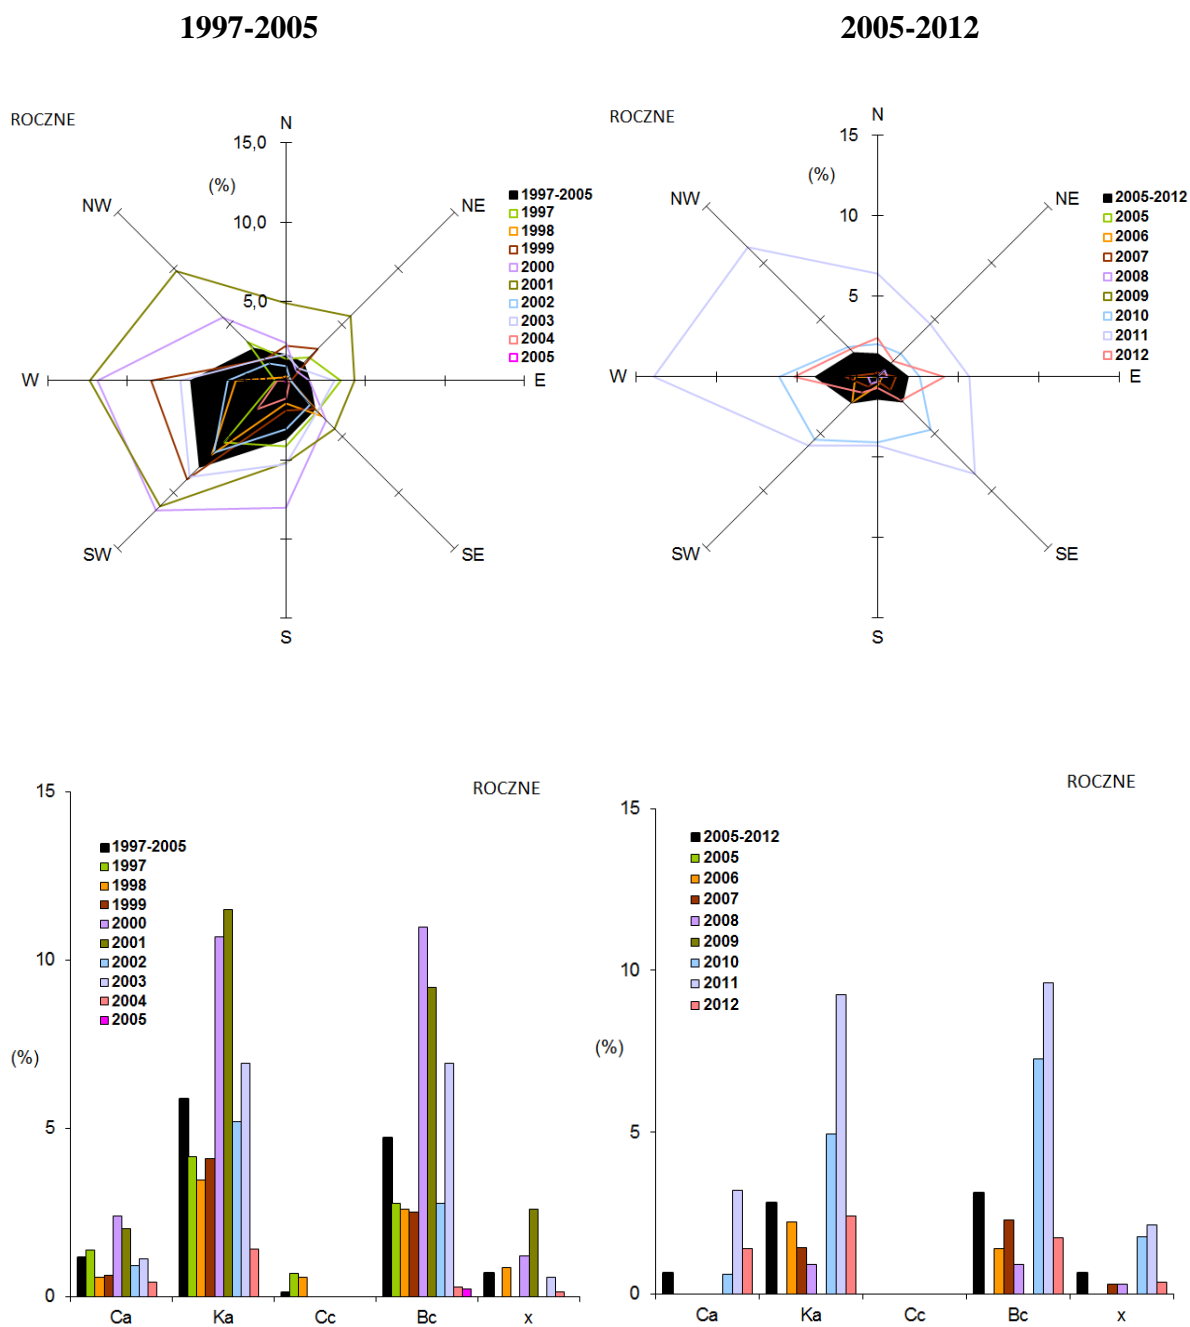 1997-2005
2005-2012
ROCZNE
N
15,0
(%)
10,0
5,0
NW
NE
W
E
SW
SE
S
1997-2005
1997
1998
1999
2000
2001
2002
2003
2004
2005
ROCZNE
N
15
(%)
10
5
NW
NE
W
E
SW
SE
S
2005-2012
2005
2006
2007
2008
2009
2010
2011
2012
ROCZNE
15
10
(%)
5
0
1997-2005
1997
1998
1999
2000
2001
2002
2003
2004
2005
Ca Ka Cc Bc x
ROCZNE
15
10
(%)
5
0
2005-2012
2005
2006
2007
2008
2009
2010
2011
2012
Ca Ka Cc Bc x